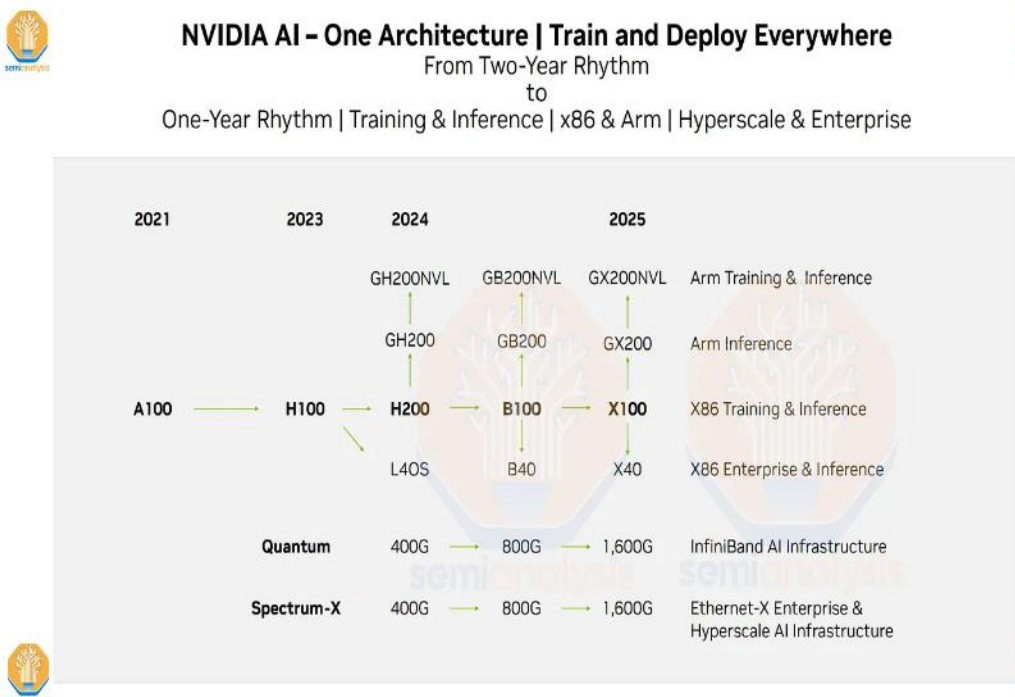 semianalysis
NVIDIA AI – One Architecture | Train and Deploy Everywhere
From Two-Year Rhythm
to
One-Year Rhythm | Training & Inference | x86 & Arm | Hyperscale & Enterprise
2021 2023 2024 2025
GH200NVL GB200NVL GX200NVL Arm Training & Inference
GH200 GB200 GX200 Arm Inference
A100 H100 H200 B100 X100 X86 Training & Inference
L40S B40 X40 X86 Enterprise & Inference
Quantum 400G 800G 1,600G InfiniBand AI Infrastructure
semianalysis semianalysis
Spectrum-X 400G 800G 1,600G Ethernet-X Enterprise &
Hyperscale AI Infrastructure